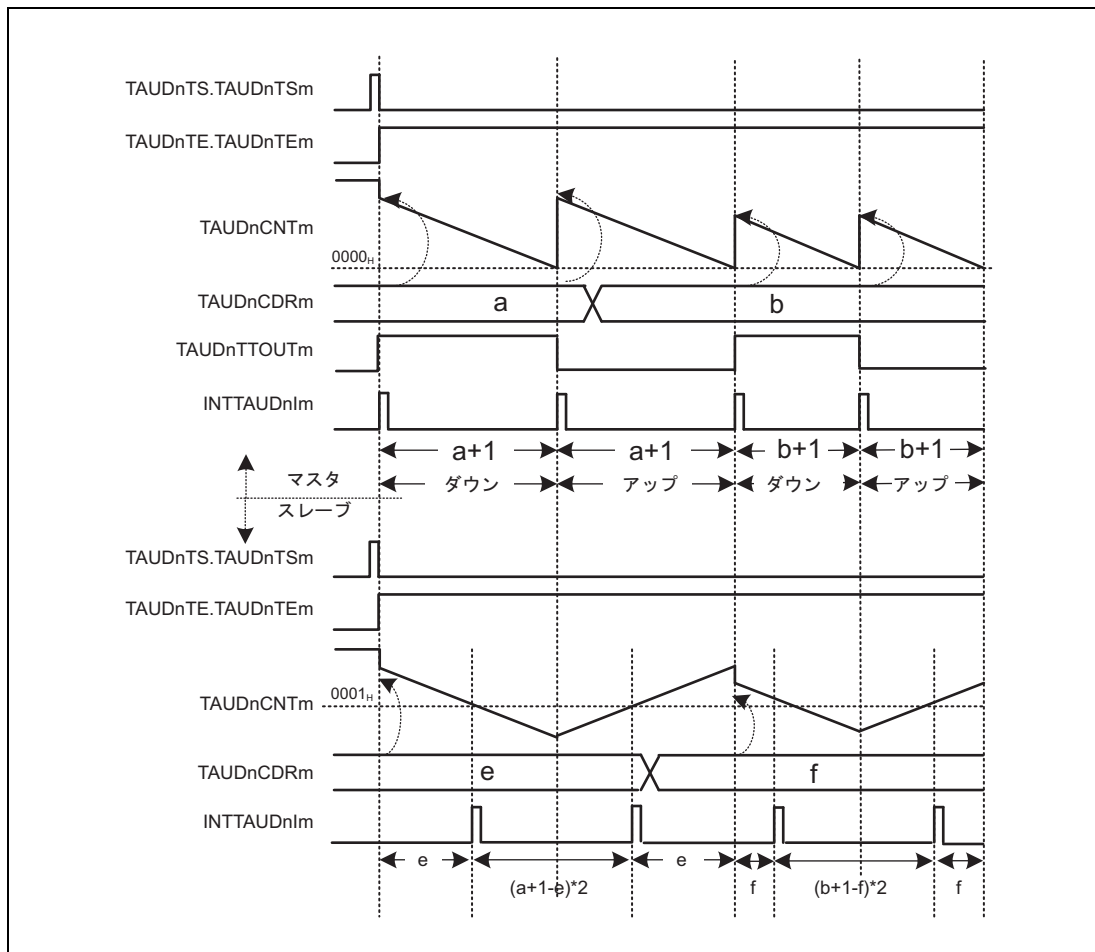 TAUDnTS.TAUDnTSm
TAUDnTE.TAUDnTEm
TAUDnCNTm
0000H
TAUDnCDRm
a
b
TAUDnTTOUTm
INTTAUDnIm
a+1
a+1
b+1
b+1
マスタ
ダウン
アップ
ダウン
アップ
スレーブ
TAUDnTS.TAUDnTSm
TAUDnTE.TAUDnTEm
TAUDnCNTm
0001H
TAUDnCDRm
e
f
INTTAUDnIm
e
(a+1-e)*2
e
f
(b+1-f)*2
f